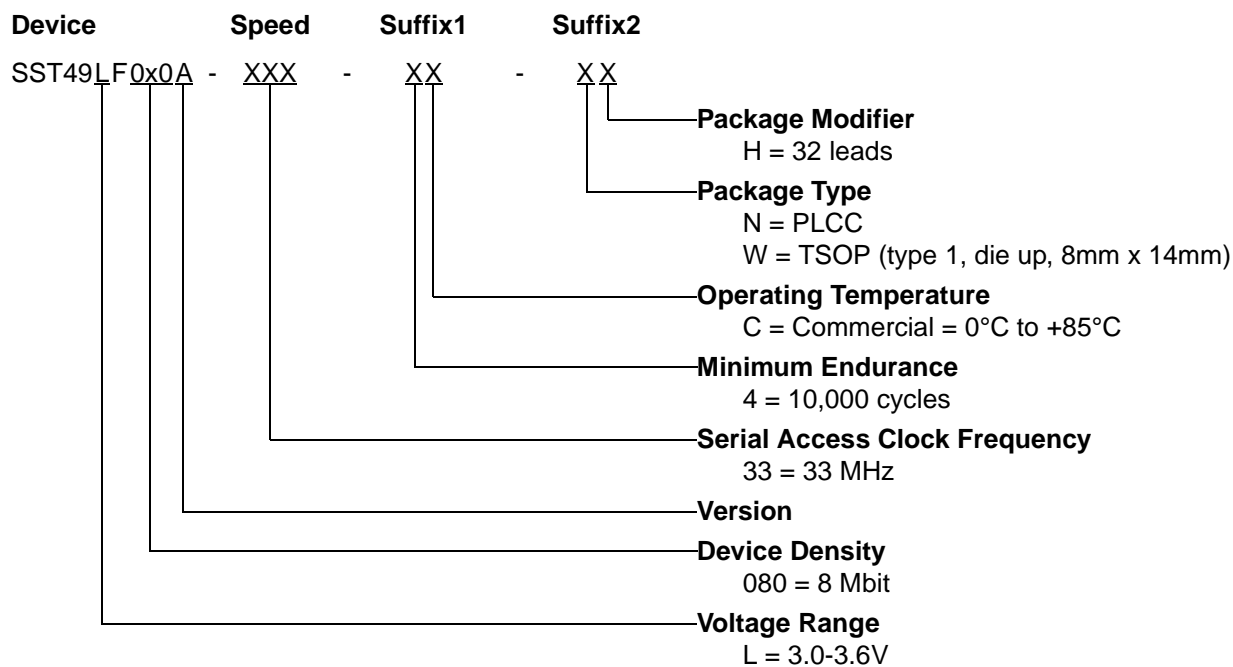 Device Speed Suffix1 Suffix2
SST49LF0x0A - XXX - XX - XX
Package Modifier
H = 32 leads
Package Type
N = PLCC
W = TSOP (type 1, die up, 8mm x 14mm)
Operating Temperature
C = Commercial = 0°C to +85°C
Minimum Endurance
4 = 10,000 cycles
Serial Access Clock Frequency
33 = 33 MHz
Version
Device Density
080 = 8 Mbit
Voltage Range
L = 3.0-3.6V